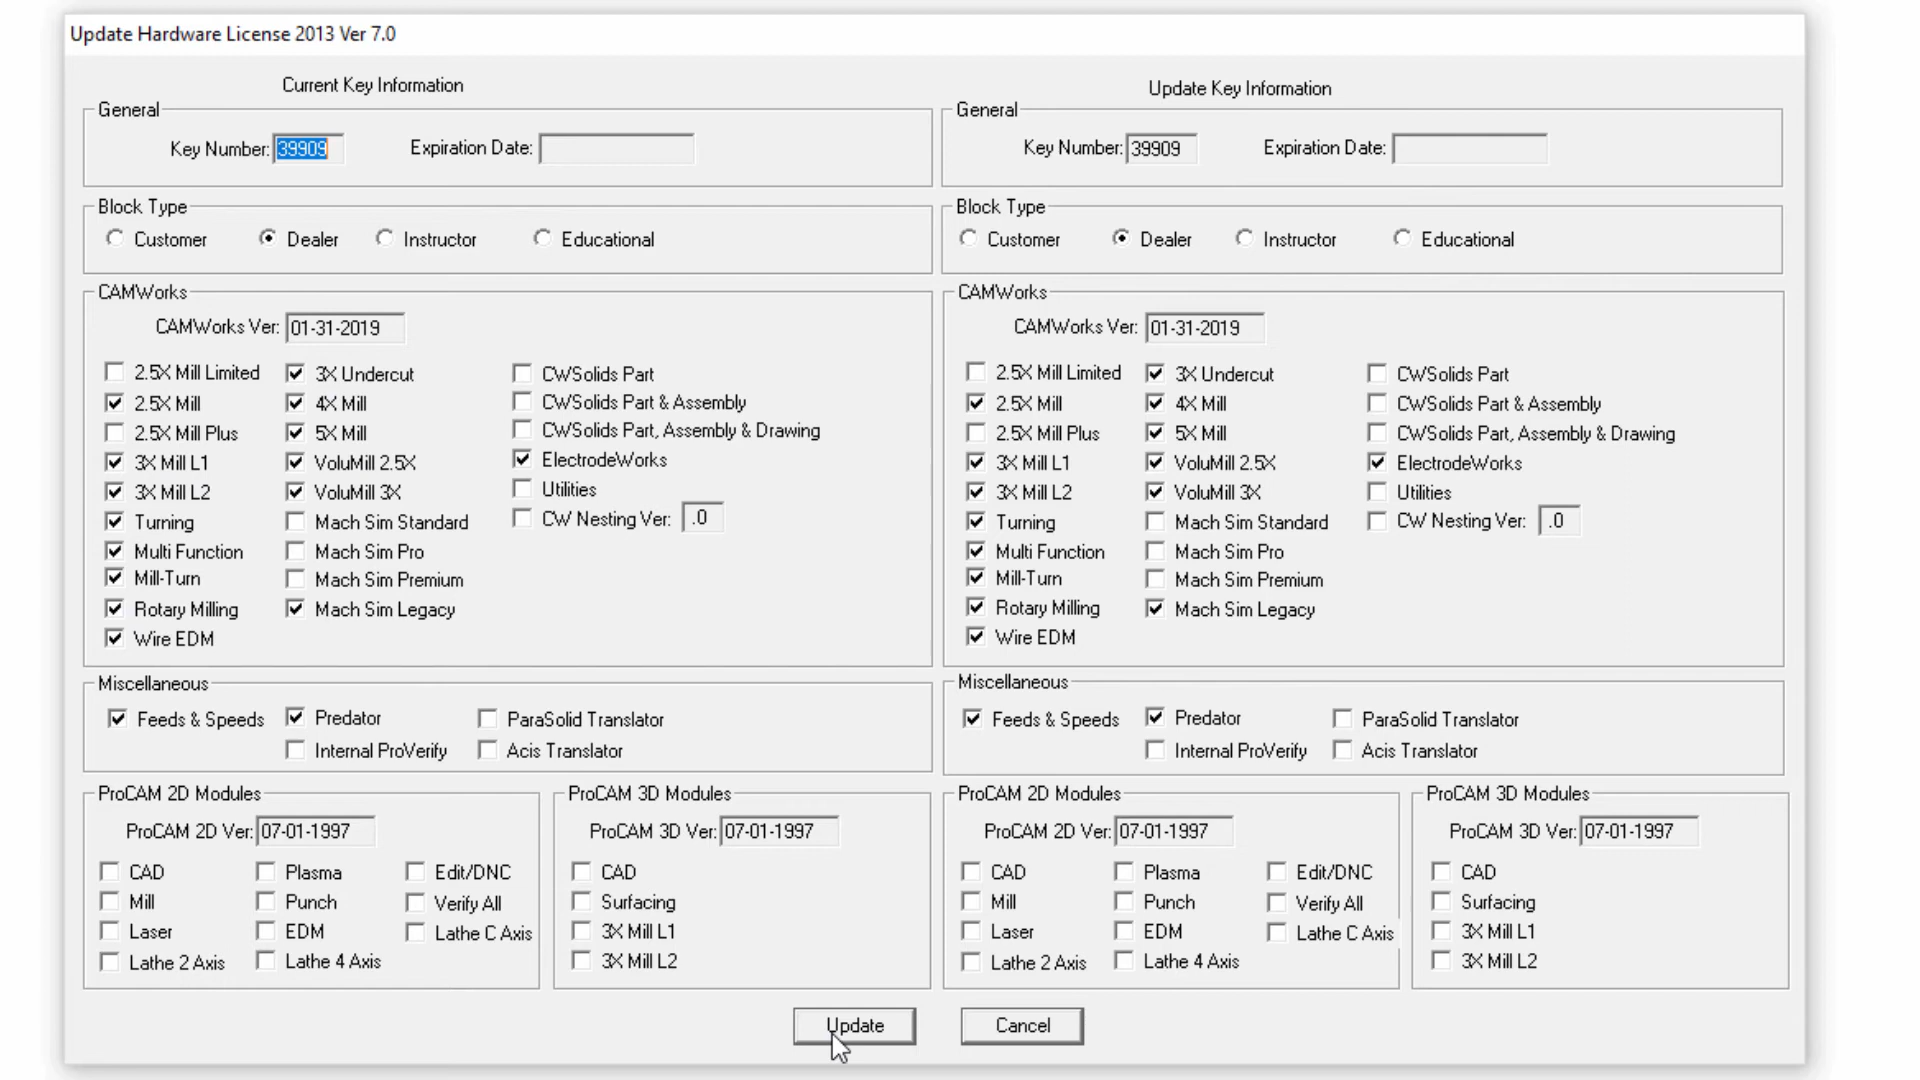 Update Hardware License 2013 Ver 7.0
Current Key Information
General
Key Number: 39909 Expiration Date:
Block Type
Customer Dealer Instructor Educational
CAMWorks
CAMWorks Ver: 01-31-2019
2.5X Mill Limited 3X Undercut CWSolids Part
2.5X Mill 4X Mill CWSolids Part & Assembly
2.5X Mill Plus 5X Mill CWSolids Part, Assembly & Drawing
3X Mill L1 VoluMill 2.5X ElectrodeWorks
3X Mill L2 VoluMill 3X Utilities
Turning Mach Sim Standard CW Nesting Ver: .0
Multi Function Mach Sim Pro
Mill-Turn Mach Sim Premium
Rotary Milling Mach Sim Legacy
Wire EDM
Miscellaneous
Feeds & Speeds Predator ParaSolid Translator
Internal ProVerify Acis Translator
ProCAM 2D Modules
ProCAM 2D Ver: 07-01-1997
CAD Plasma Edit/DNC
Mill Punch Verify All
Laser EDM Lathe C Axis
Lathe 2 Axis Lathe 4 Axis
ProCAM 3D Modules
ProCAM 3D Ver: 07-01-1997
CAD
Surfacing
3X Mill L1
3X Mill L2
Update Key Information
General
Key Number: 39909 Expiration Date:
Block Type
Customer Dealer Instructor Educational
CAMWorks
CAMWorks Ver: 01-31-2019
2.5X Mill Limited 3X Undercut CWSolids Part
2.5X Mill 4X Mill CWSolids Part & Assembly
2.5X Mill Plus 5X Mill CWSolids Part, Assembly & Drawing
3X Mill L1 VoluMill 2.5X ElectrodeWorks
3X Mill L2 VoluMill 3X Utilities
Turning Mach Sim Standard CW Nesting Ver: .0
Multi Function Mach Sim Pro
Mill-Turn Mach Sim Premium
Rotary Milling Mach Sim Legacy
Wire EDM
Miscellaneous
Feeds & Speeds Predator ParaSolid Translator
Internal ProVerify Acis Translator
ProCAM 2D Modules
ProCAM 2D Ver: 07-01-1997
CAD Plasma Edit/DNC
Mill Punch Verify All
Laser EDM Lathe C Axis
Lathe 2 Axis Lathe 4 Axis
ProCAM 3D Modules
ProCAM 3D Ver: 07-01-1997
CAD
Surfacing
3X Mill L1
3X Mill L2
Update Cancel